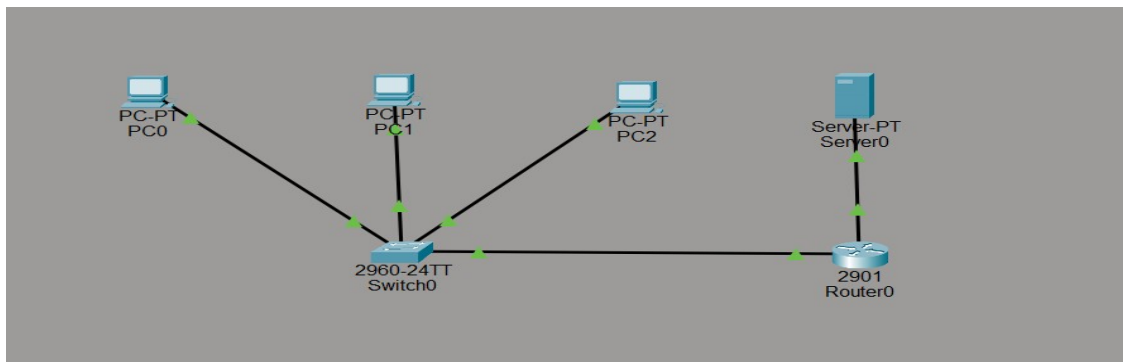 PC-PT
PC0
PC-PT
PC1
PC-PT
PC2
Server-PT
Server0
2960-24TT
Switch0
2901
Router0